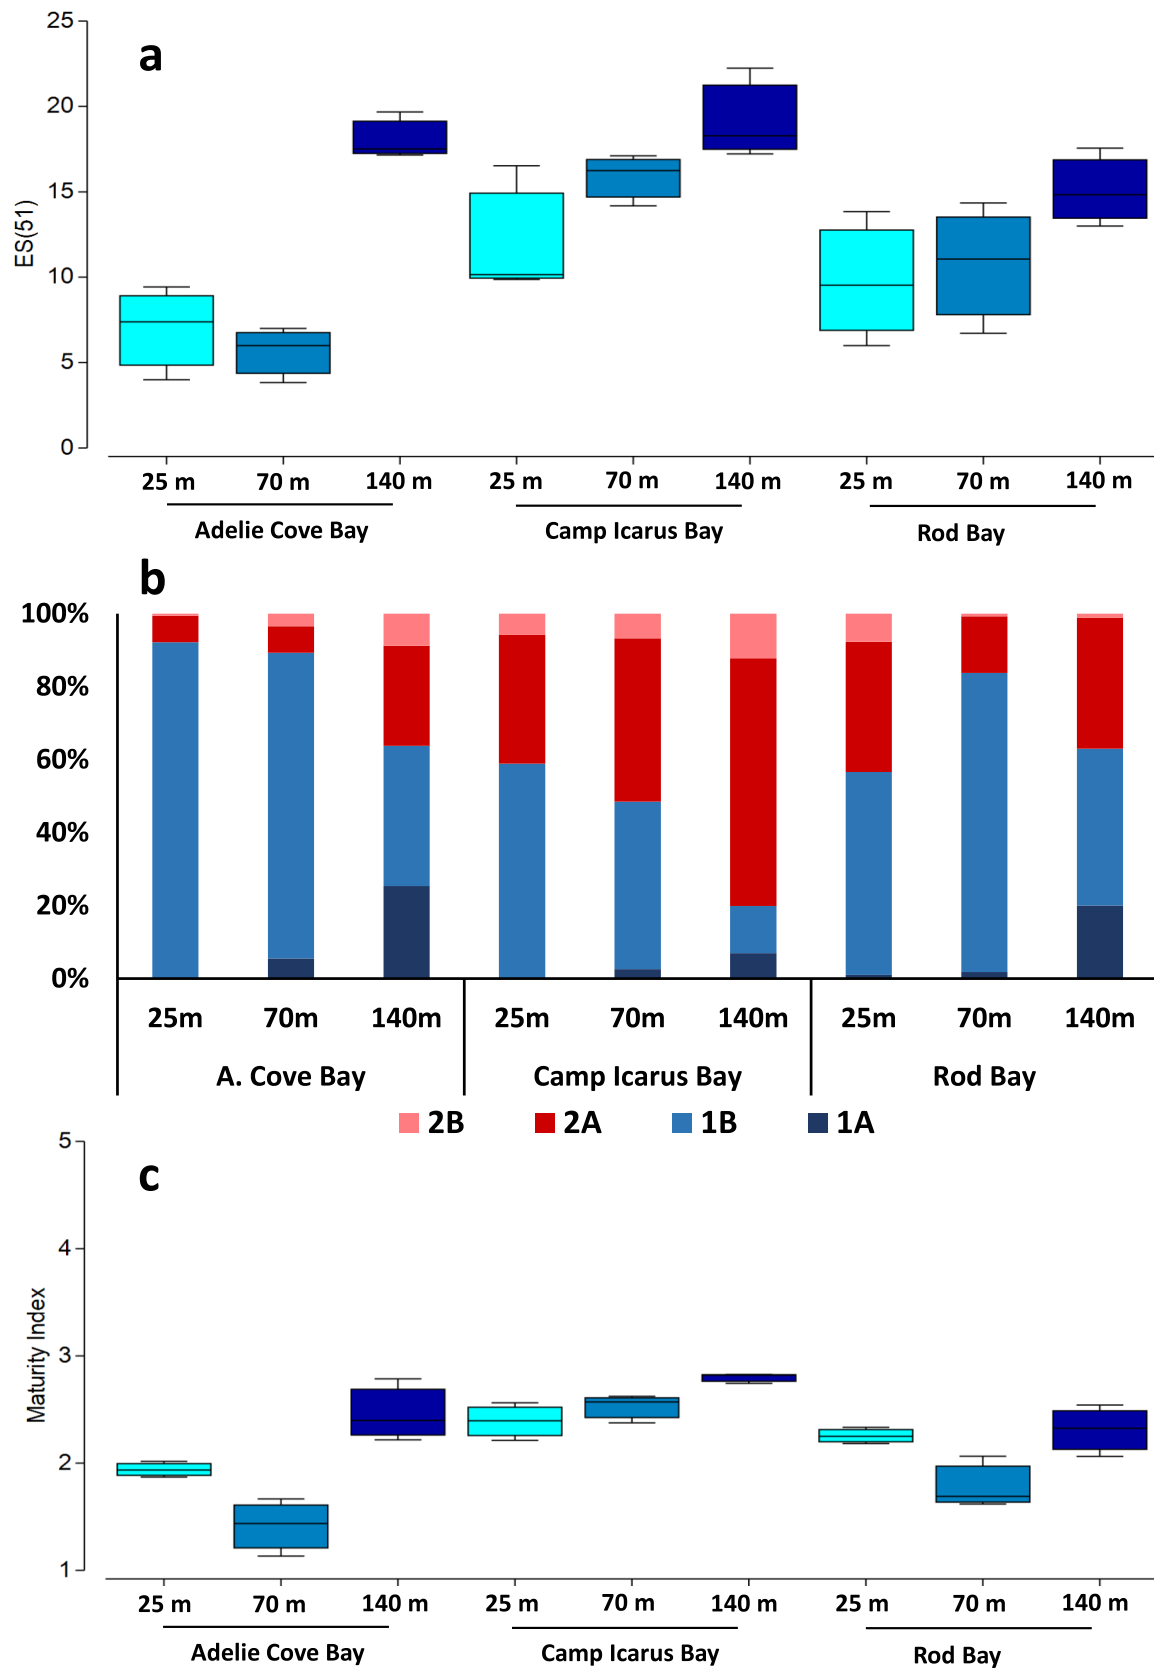 25
a
20
15
ES(51)
10
5
0
25 m 70 m 140 m 25 m 70 m 140 m 25 m 70 m 140 m
Adelie Cove Bay Camp Icarus Bay Rod Bay
b
100%
80%
60%
40%
20%
0%
25m 70m 140m 25m 70m 140m 25m 70m 140m
A. Cove Bay Camp Icarus Bay Rod Bay
2B 2A 1B 1A
5
c
4
3
Maturity Index
2
1
25 m 70 m 140 m 25 m 70 m 140 m 25 m 70 m 140 m
Adelie Cove Bay Camp Icarus Bay Rod Bay